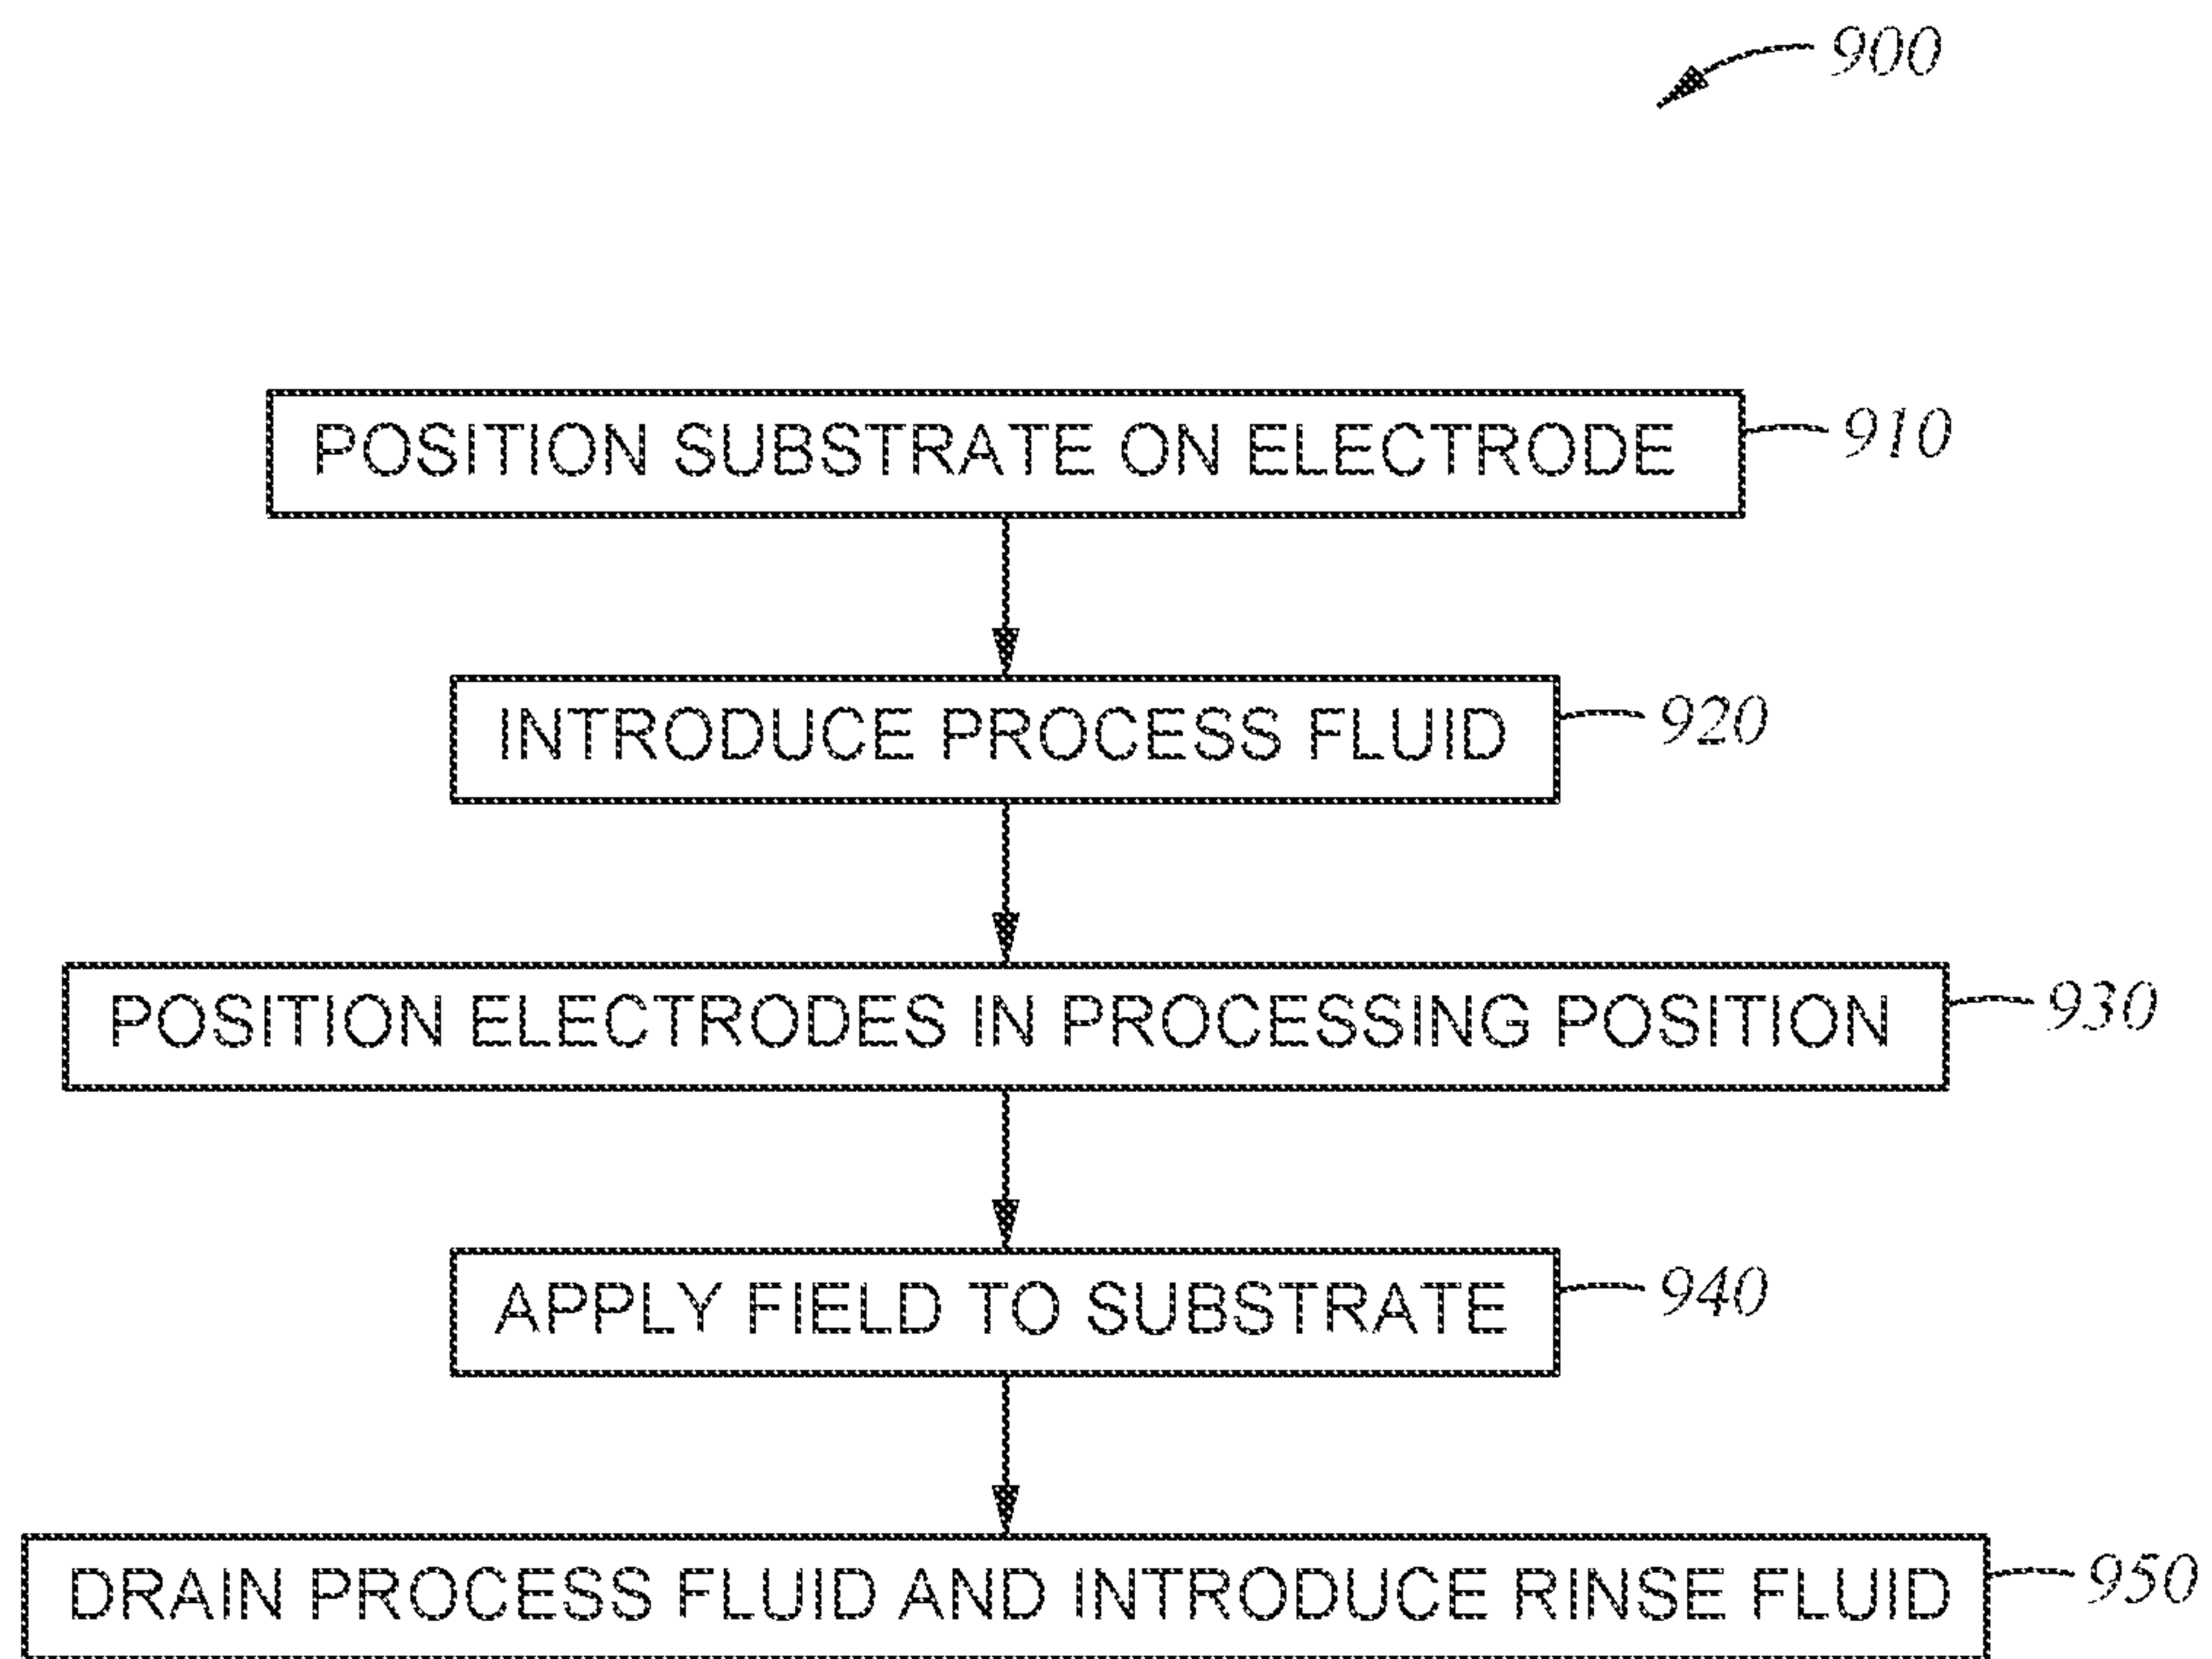 900
POSITION SUBSTRATE ON ELECTRODE 910
INTRODUCE PROCESS FLUID 920
POSITION ELECTRODES IN PROCESSING POSITION 930
APPLY FIELD TO SUBSTRATE 940
DRAIN PROCESS FLUID AND INTRODUCE RINSE FLUID 950